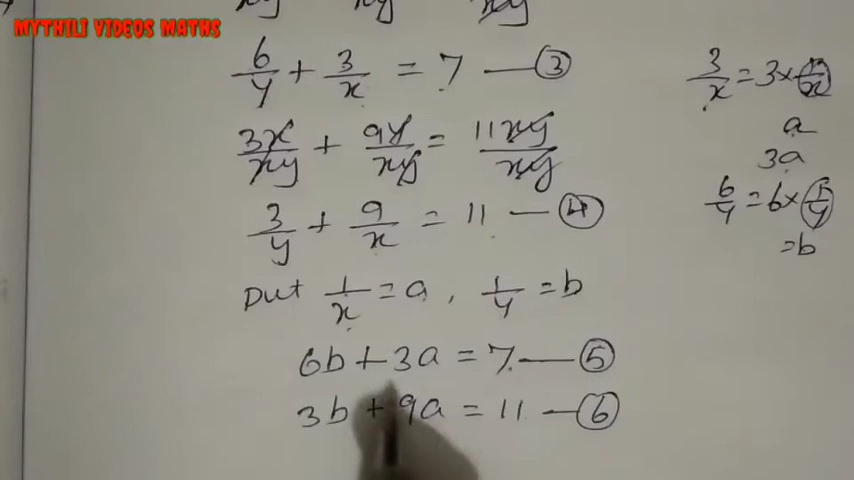 MYTHILI VIDEOS MATHS
6/y + 3/x = 7 — ③
3x/xy + 9y/xy = 11xy/xy
3/y + 9/x = 11 — ④
Put 1/x = a, 1/y = b
6b + 3a = 7 — ⑤
3b + 9a = 11 — ⑥
3/x = 3 × 1/x
a
3a
6/y = 6 × 1/y
= b